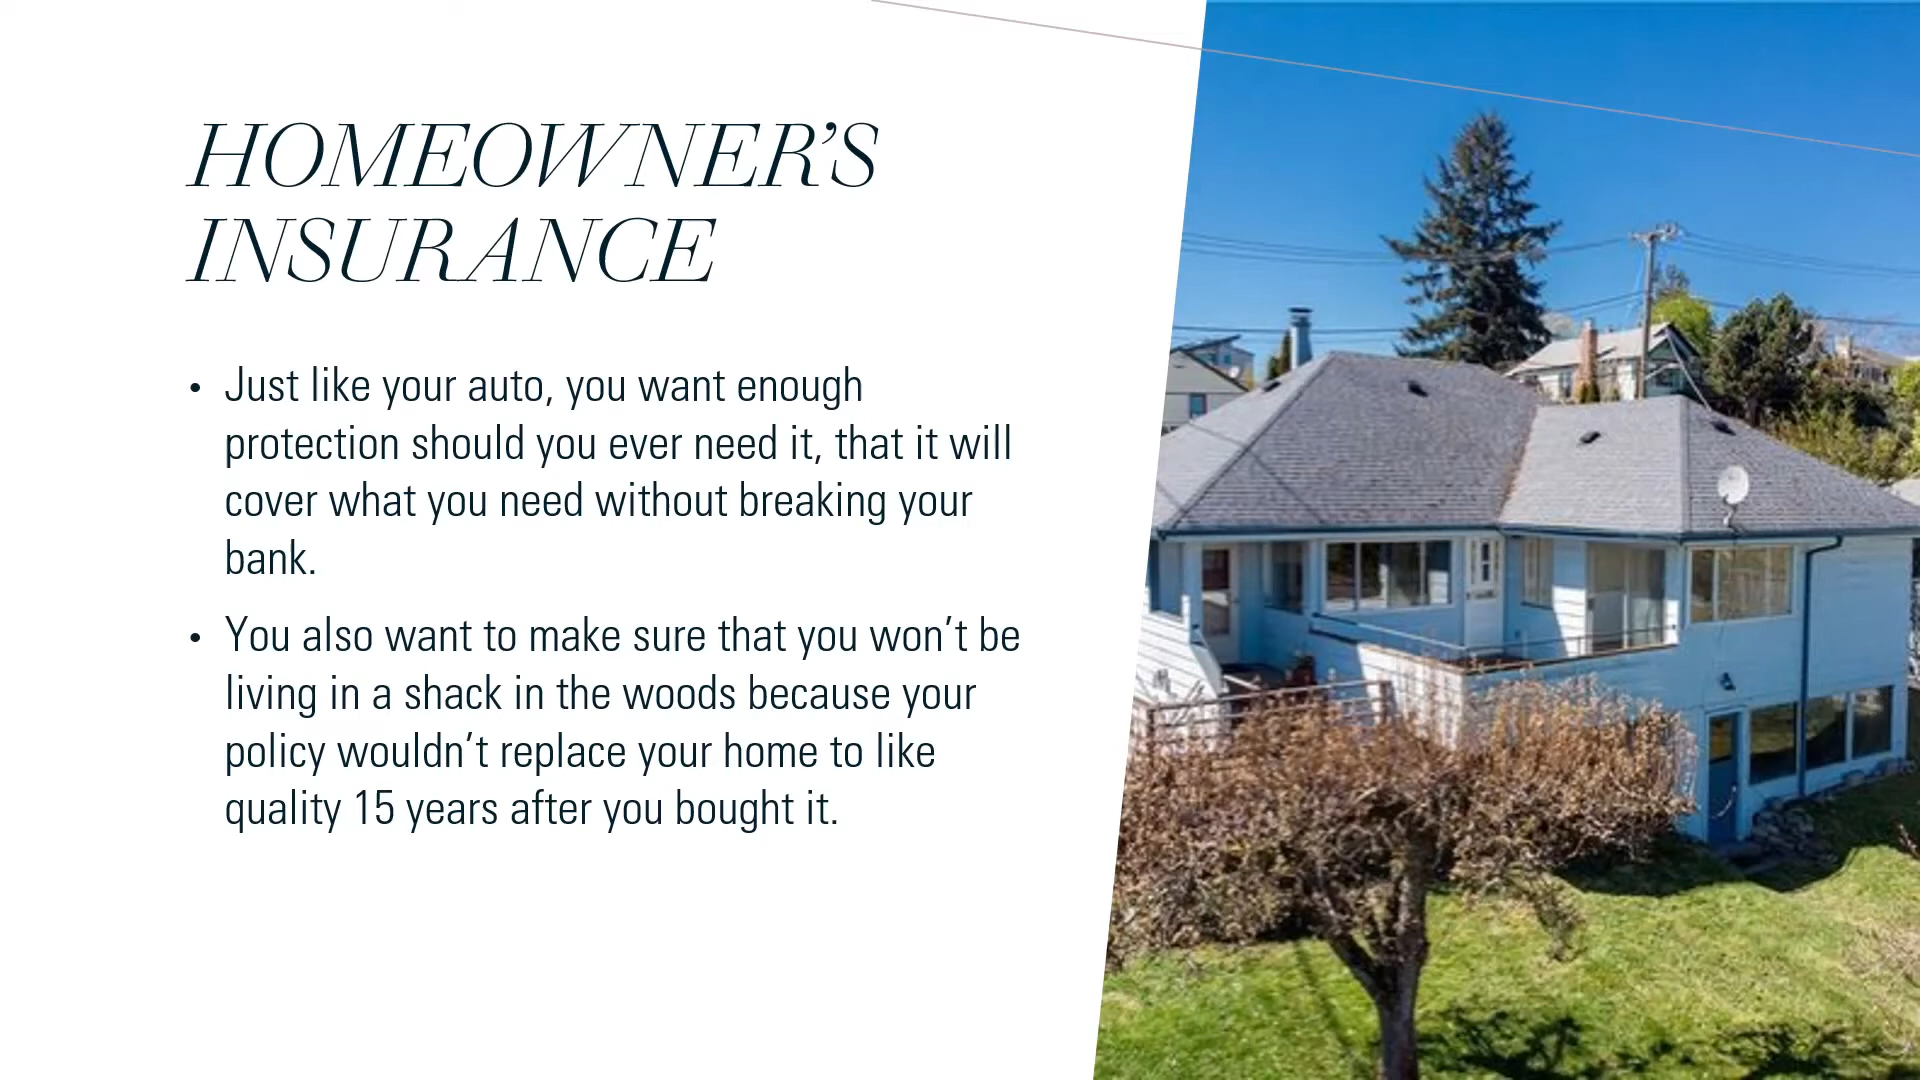 HOMEOWNER’S
INSURANCE
• Just like your auto, you want enough
protection should you ever need it, that it will
cover what you need without breaking your
bank.
• You also want to make sure that you won’t be
living in a shack in the woods because your
policy wouldn’t replace your home to like
quality 15 years after you bought it.